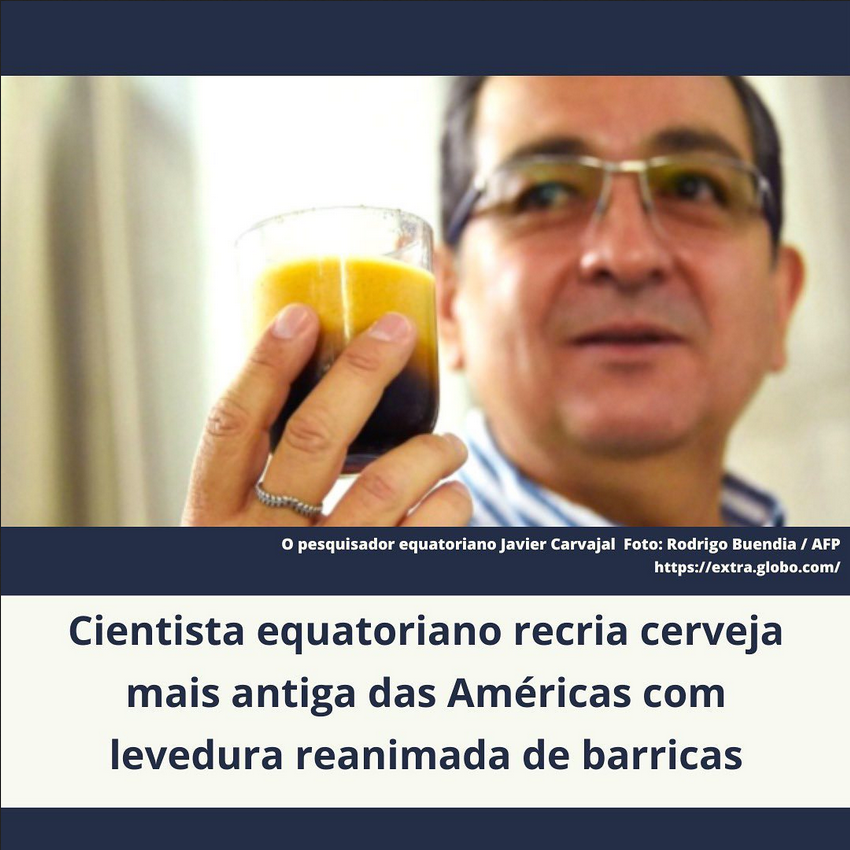 O pesquisador equatoriano Javier Carvajal  Foto: Rodrigo Buendia / AFP
https://extra.globo.com/
Cientista equatoriano recria cerveja
mais antiga das Américas com
levedura reanimada de barricas